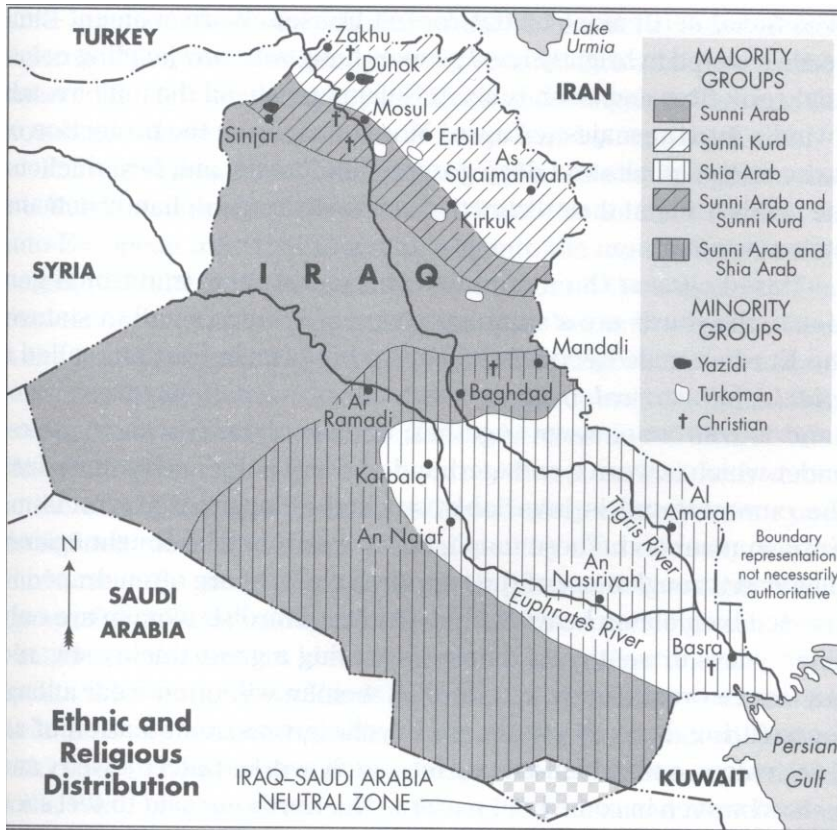 TURKEY
Zakhu
Duhok
Lake
Urmia
IRAN
Mosul
Sinjar
Erbil
As
Sulaimaniyah
Kirkuk
SYRIA
IRAQ
Mandali
Baghdad
Ar
Ramadi
Karbala
An Najaf
Al
Amarah
Tigris River
An
Nasiriyah
Euphrates River
Basra
Boundary
representation
not necessarily
authoritative
SAUDI
ARABIA
KUWAIT
Persian
Gulf
IRAQ–SAUDI ARABIA
NEUTRAL ZONE
Ethnic and
Religious
Distribution
MAJORITY
GROUPS
Sunni Arab
Sunni Kurd
Shia Arab
Sunni Arab and
Sunni Kurd
Sunni Arab and
Shia Arab
MINORITY
GROUPS
Yazidi
Turkoman
Christian